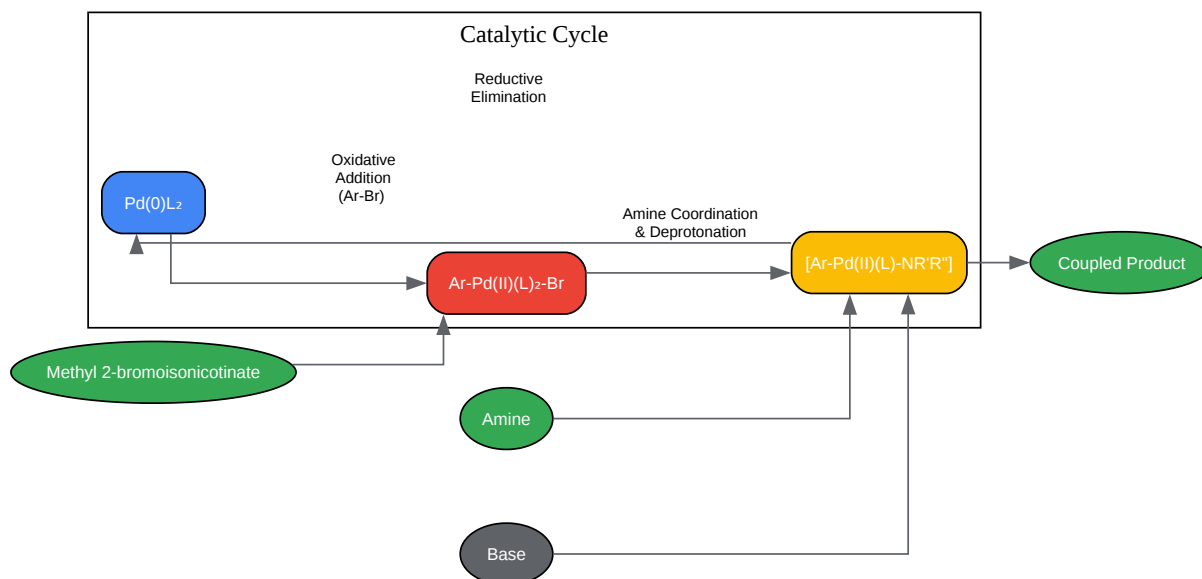 Catalytic Cycle
Reductive
Elimination
Oxidative
Addition
(Ar-Br)
Pd(0)L₂
Amine Coordination
& Deprotonation
[Ar-Pd(II)(L)-NR'R"]
Coupled Product
Ar-Pd(II)(L)₂-Br
Methyl 2-bromoisonicotinate
Amine
Base